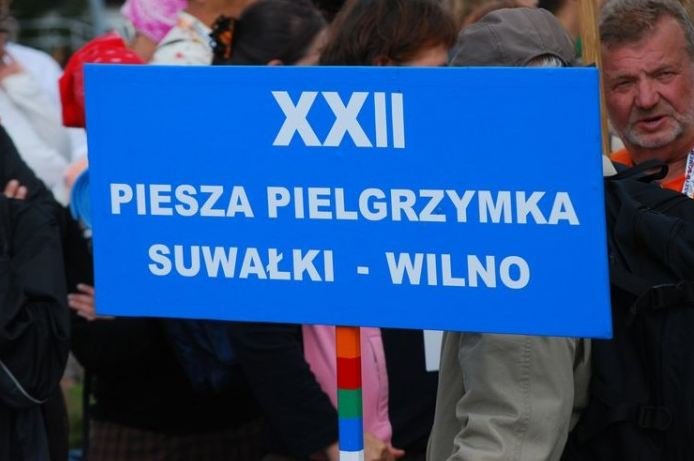 XXII
PIESZA PIELGRZYMKA
SUWAŁKI - WILNO